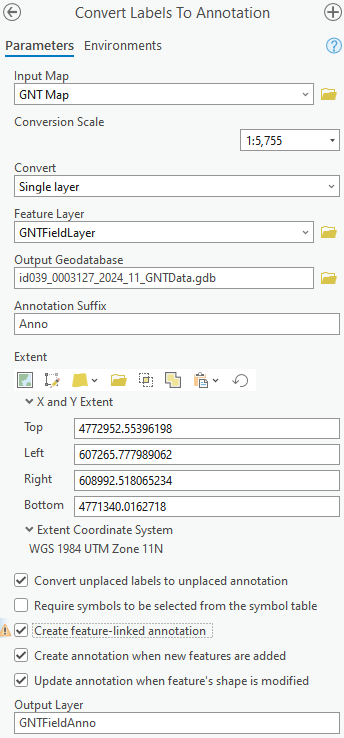 Convert Labels To Annotation
Parameters Environments
Input Map
GNT Map
Conversion Scale
1:5,755
Convert
Single layer
Feature Layer
GNTFieldLayer
Output Geodatabase
id039_0003127_2024_11_GNTData.gdb
Annotation Suffix
Anno
Extent
X and Y Extent
Top 4772952.55396198
Left 607265.777989062
Right 608992.518065234
Bottom 4771340.0162718
Extent Coordinate System
WGS 1984 UTM Zone 11N
Convert unplaced labels to unplaced annotation
Require symbols to be selected from the symbol table
Create feature-linked annotation
Create annotation when new features are added
Update annotation when feature's shape is modified
Output Layer
GNTFieldAnno